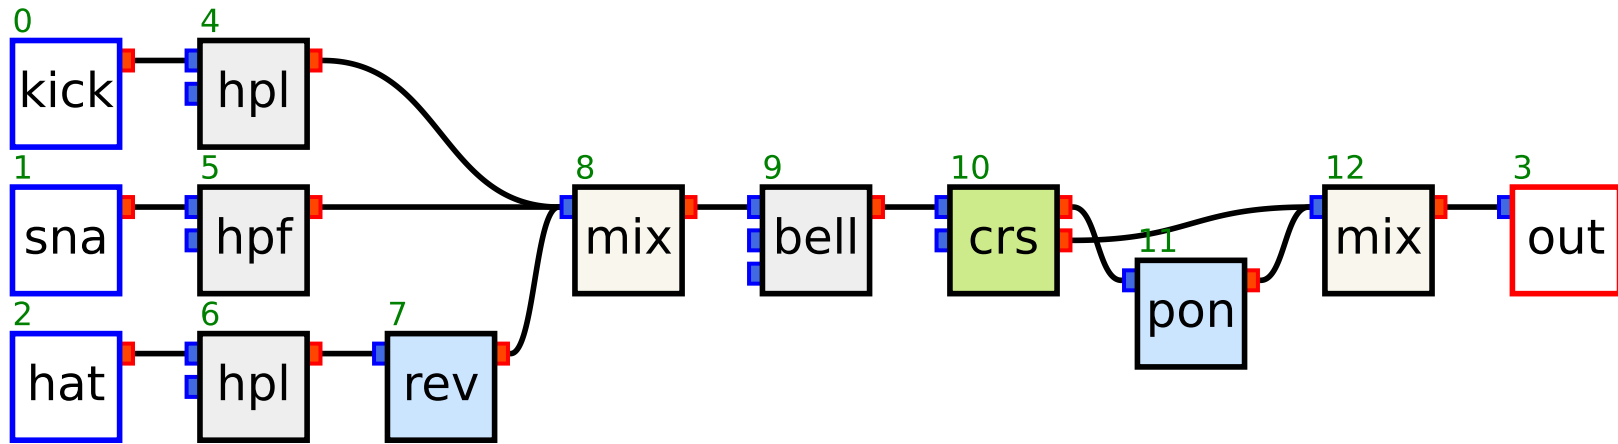 0 4
kick hpl
1 5 8 9 10 12 3
sna hpf mix bell crs mix out
11
pon
2 6 7
hat hpl rev